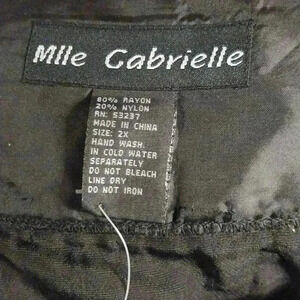 Mlle Gabrielle
80% RAYON
20% NYLON
RN: 53237
MADE IN CHINA
SIZE: 2X
HAND WASH
IN COLD WATER
SEPARATELY
DO NOT BLEACH
LINE DRY
DO NOT IRON